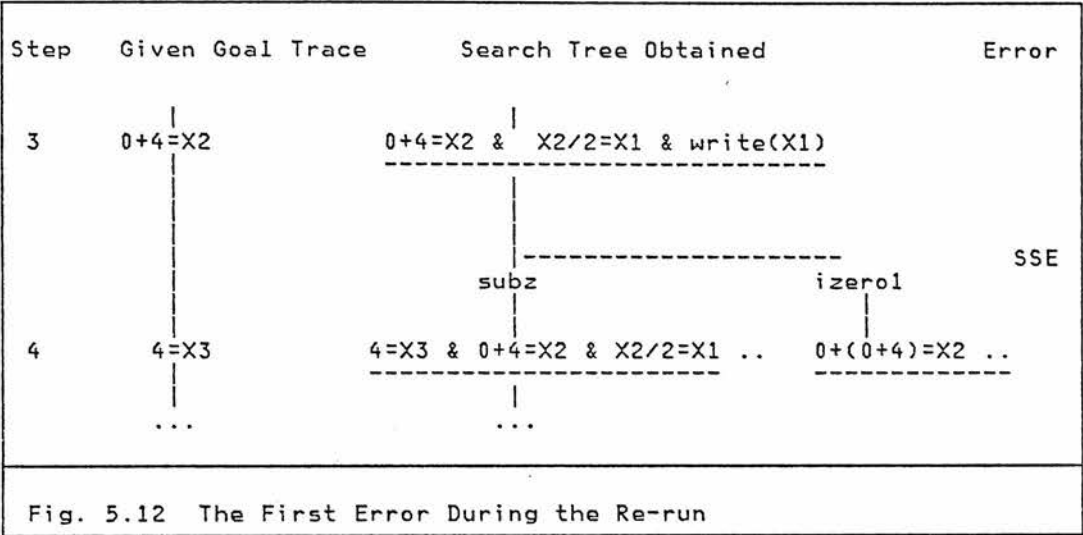 Step Given Goal Trace Search Tree Obtained Error
3 0+4=X2 0+4=X2 & X2/2=X1 & write(X1)
SSE
subz izero1
4 4=X3 4=X3 & 0+4=X2 & X2/2=X1 .. 0+(0+4)=X2 ..
... ...
Fig. 5.12 The First Error During the Re-run